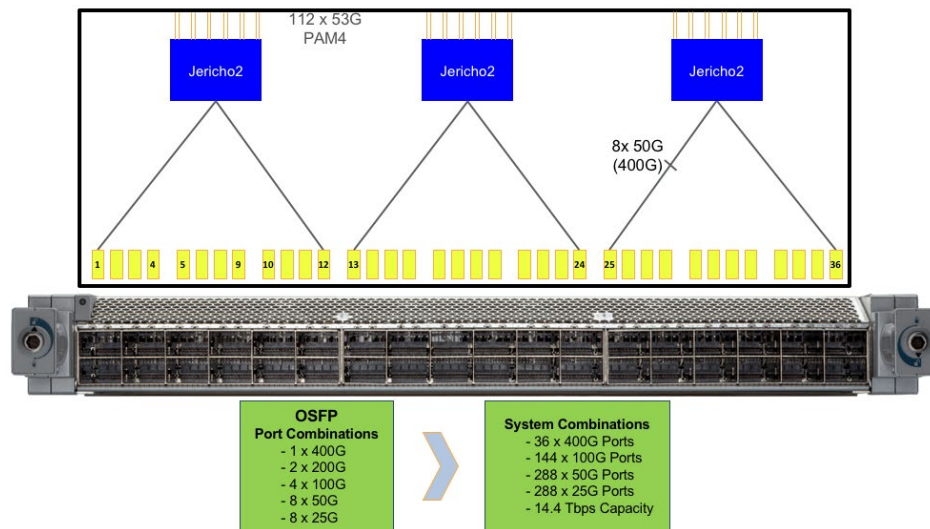 112 x 53G
PAM4
Jericho2
Jericho2
Jericho2
8x 50G
(400G)
1
4
5
9
10
12
13
24
25
36
OSFP
Port Combinations
- 1 x 400G
- 2 x 200G
- 4 x 100G
- 8 x 50G
- 8 x 25G
System Combinations
- 36 x 400G Ports
- 144 x 100G Ports
- 288 x 50G Ports
- 288 x 25G Ports
- 14.4 Tbps Capacity